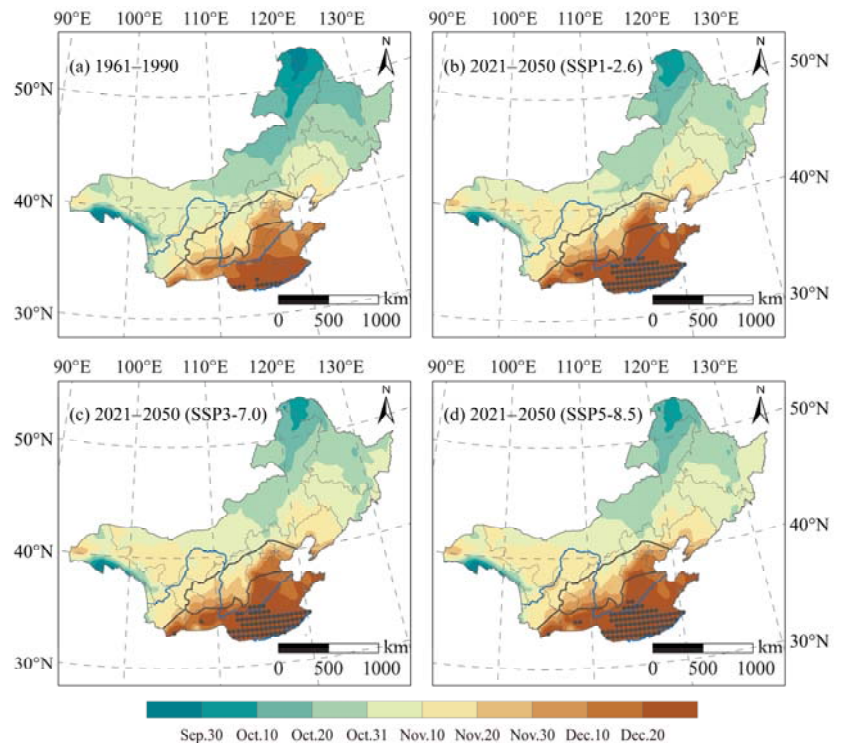 90°E 100°E 110°E 120°E 130°E
90°E 100°E 110°E 120°E 130°E
N
(a) 1961–1990
50°N
40°N
30°N
km
0 500 1000
N
(b) 2021–2050 (SSP1-2.6)
50°N
40°N
30°N
km
0 500 1000
90°E 100°E 110°E 120°E 130°E
90°E 100°E 110°E 120°E 130°E
N
(c) 2021–2050 (SSP3-7.0)
50°N
40°N
30°N
km
0 500 1000
N
(d) 2021–2050 (SSP5-8.5)
50°N
40°N
30°N
km
0 500 1000
Sep.30 Oct.10 Oct.20 Oct.31 Nov.10 Nov.20 Nov.30 Dec.10 Dec.20